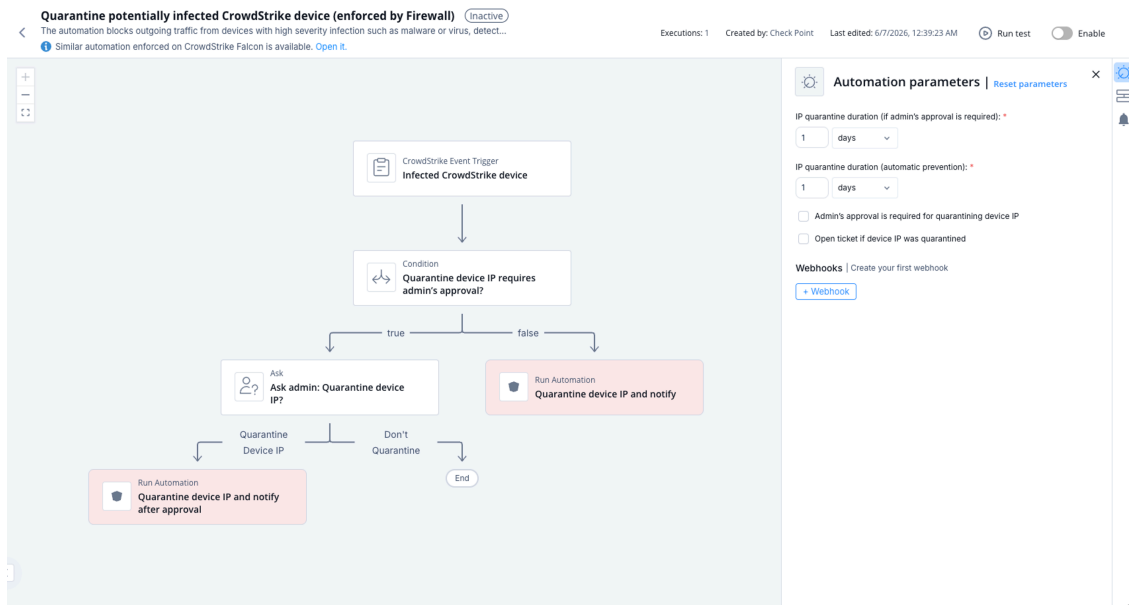 Quarantine potentially infected CrowdStrike device (enforced by Firewall) Inactive
The automation blocks outgoing traffic from devices with high severity infection such as malware or virus, detect...
Similar automation enforced on CrowdStrike Falcon is available. Open it.
Executions: 1 Created by: Check Point Last edited: 6/7/2026, 12:39:23 AM Run test Enable
CrowdStrike Event Trigger
Infected CrowdStrike device
Condition
Quarantine device IP requires
admin's approval?
true
false
Ask
Ask admin: Quarantine device
IP?
Run Automation
Quarantine device IP and notify
Quarantine
Device IP
Don't
Quarantine
Run Automation
Quarantine device IP and notify
after approval
End
Automation parameters | Reset parameters
IP quarantine duration (if admin's approval is required): *
1 days
IP quarantine duration (automatic prevention): *
1 days
Admin's approval is required for quarantining device IP
Open ticket if device IP was quarantined
Webhooks | Create your first webhook
+ Webhook